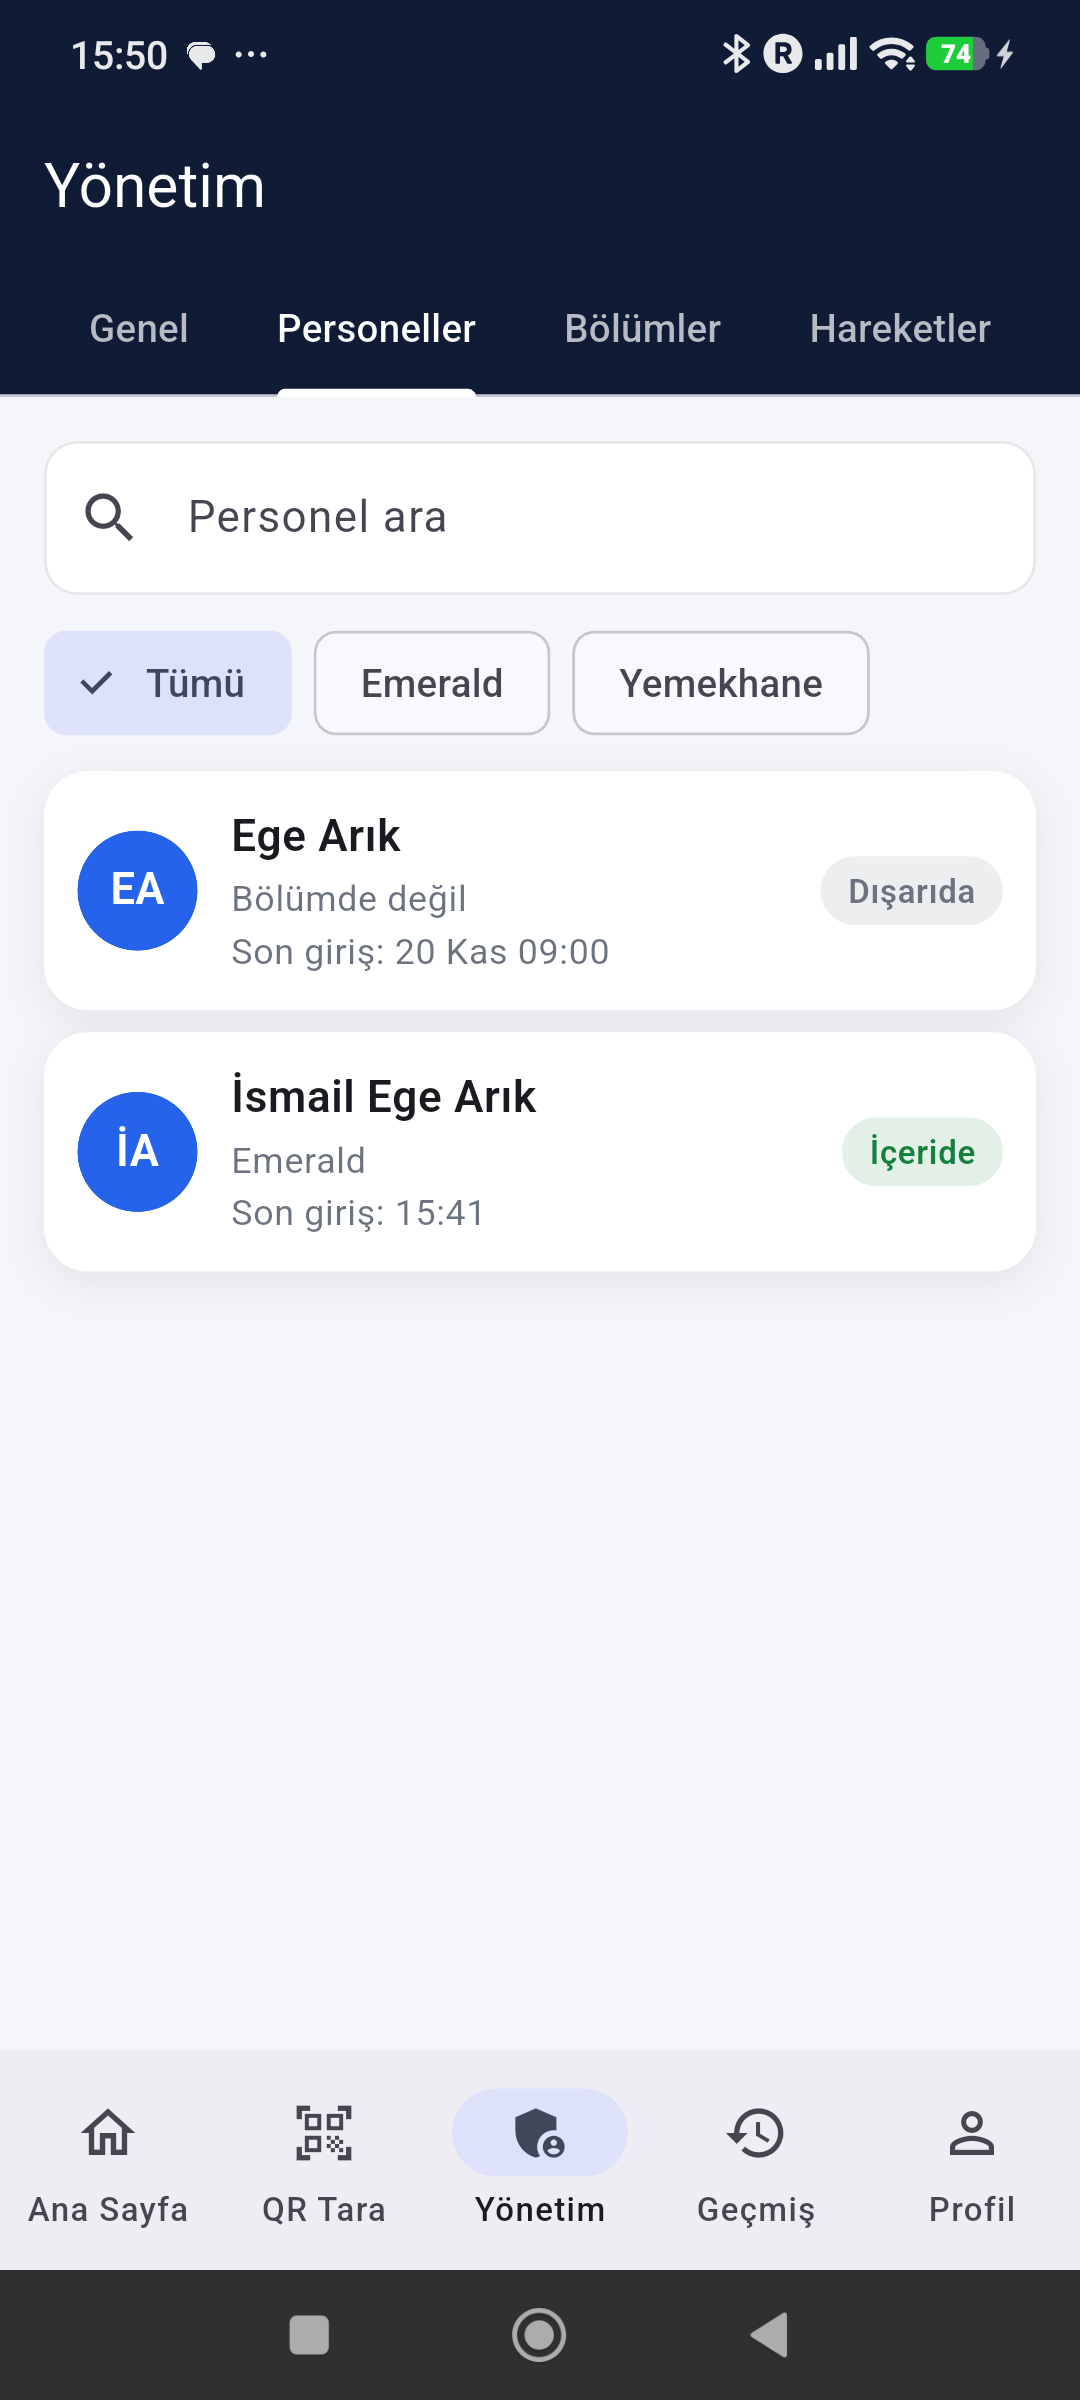 15:50
74
Yönetim
Genel Personeller Bölümler Hareketler
Personel ara
Tümü Emerald Yemekhane
EA
Ege Arık
Bölümde değil
Son giriş: 20 Kas 09:00
Dışarıda
İA
İsmail Ege Arık
Emerald
Son giriş: 15:41
İçeride
Ana Sayfa QR Tara Yönetim Geçmiş Profil